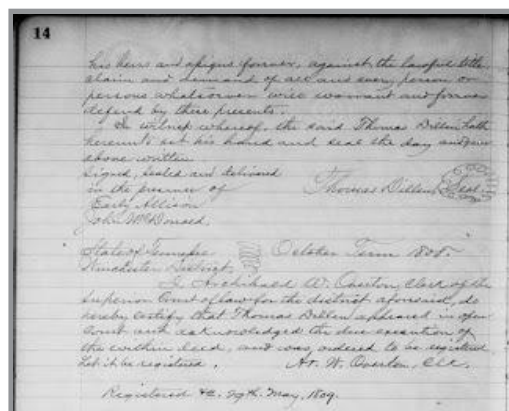 14
his heirs and assigns forever, against the lawful title
claim and demand of all and every person or
persons whatsoever will warrant and forever
defend by these presents.
In witness whereof, the said Thomas Dillen hath
hereunto set his hand and seal the day and year
above written
Signed, Sealed and delivered
in the presence of Thomas Dillen Seal
Early Allison
John McDonald.
State of Tennessee October Term 1808.
Winchester District.
I Archibald W. Overton, Clerk of the
Superior Court of law for the district aforesaid, do
hereby certify that Thomas Dillen appeared in open
Court and acknowledged the due execution of
the within deed, and was ordered to be registered
Let it be registered. A. W. Overton, Clk.
Registered 29th May, 1809.